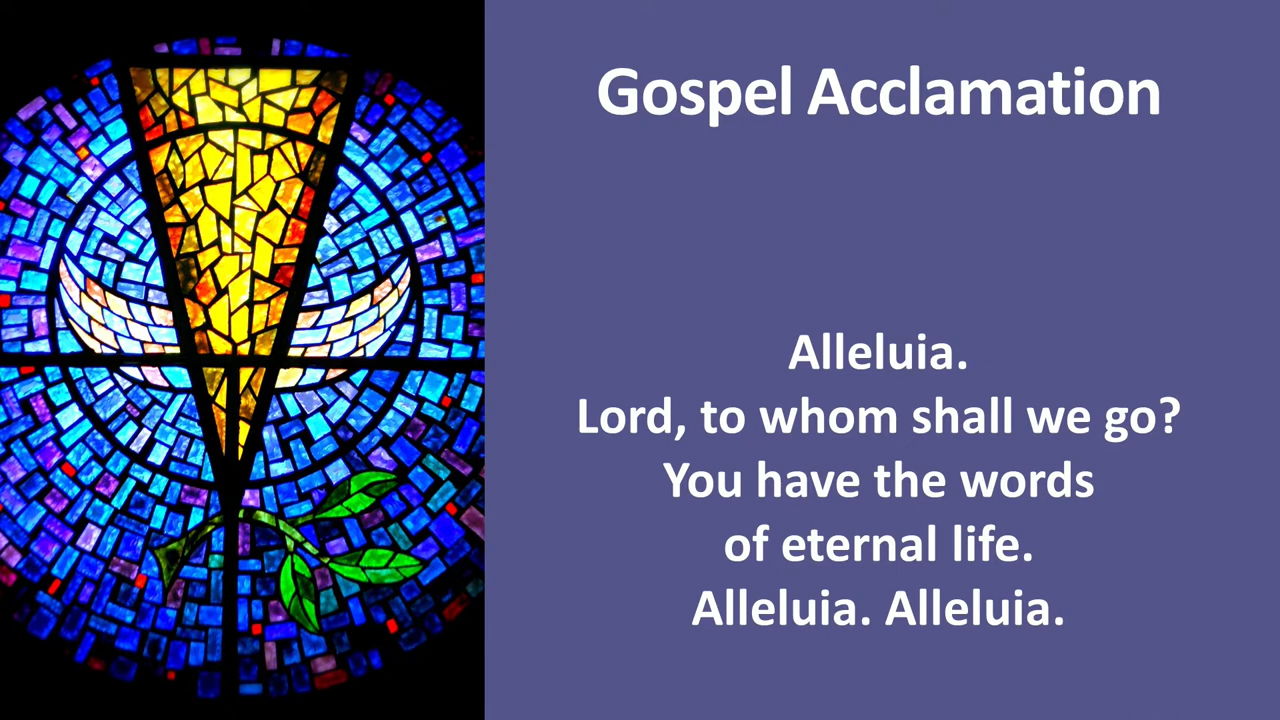 Gospel Acclamation
Alleluia.
Lord, to whom shall we go?
You have the words
of eternal life.
Alleluia. Alleluia.